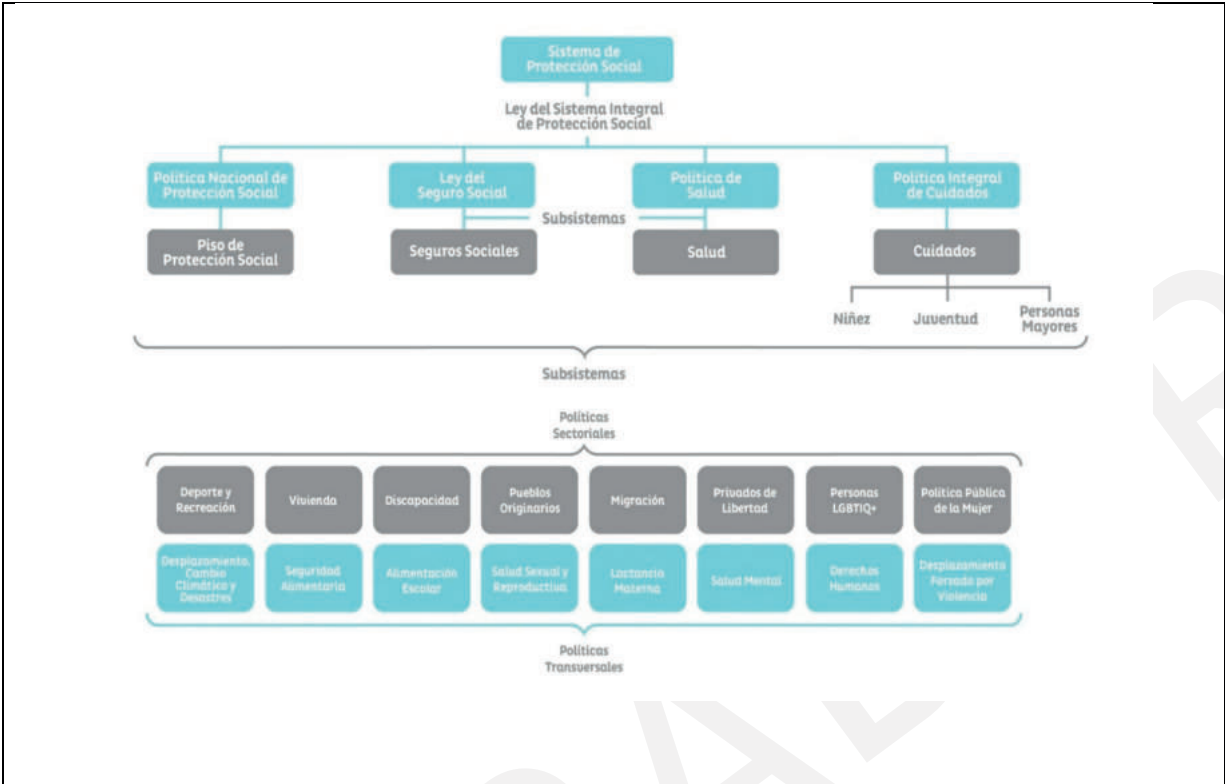 Sistema de
Protección Social
Ley del Sistema Integral
de Protección Social
Política Nacional de
Protección Social
Ley del
Seguro Social
Política de
Salud
Política Integral
de Cuidados
Subsistemas
Piso de
Protección Social
Seguros Sociales
Salud
Cuidados
Niñez
Juventud
Personas
Mayores
Subsistemas
Políticas
Sectoriales
Deporte y
Recreación
Vivienda
Discapacidad
Pueblos
Originarios
Migración
Privados de
Libertad
Personas
LGBTIQ+
Política Pública
de la Mujer
Desplazamiento,
Cambio
Climático y
Desastres
Seguridad
Alimentaria
Alimentación
Escolar
Salud Sexual y
Reproductiva
Lactancia
Materna
Salud Mental
Derechos
Humanos
Desplazamiento
Forzado por
Violencia
Políticas
Transversales